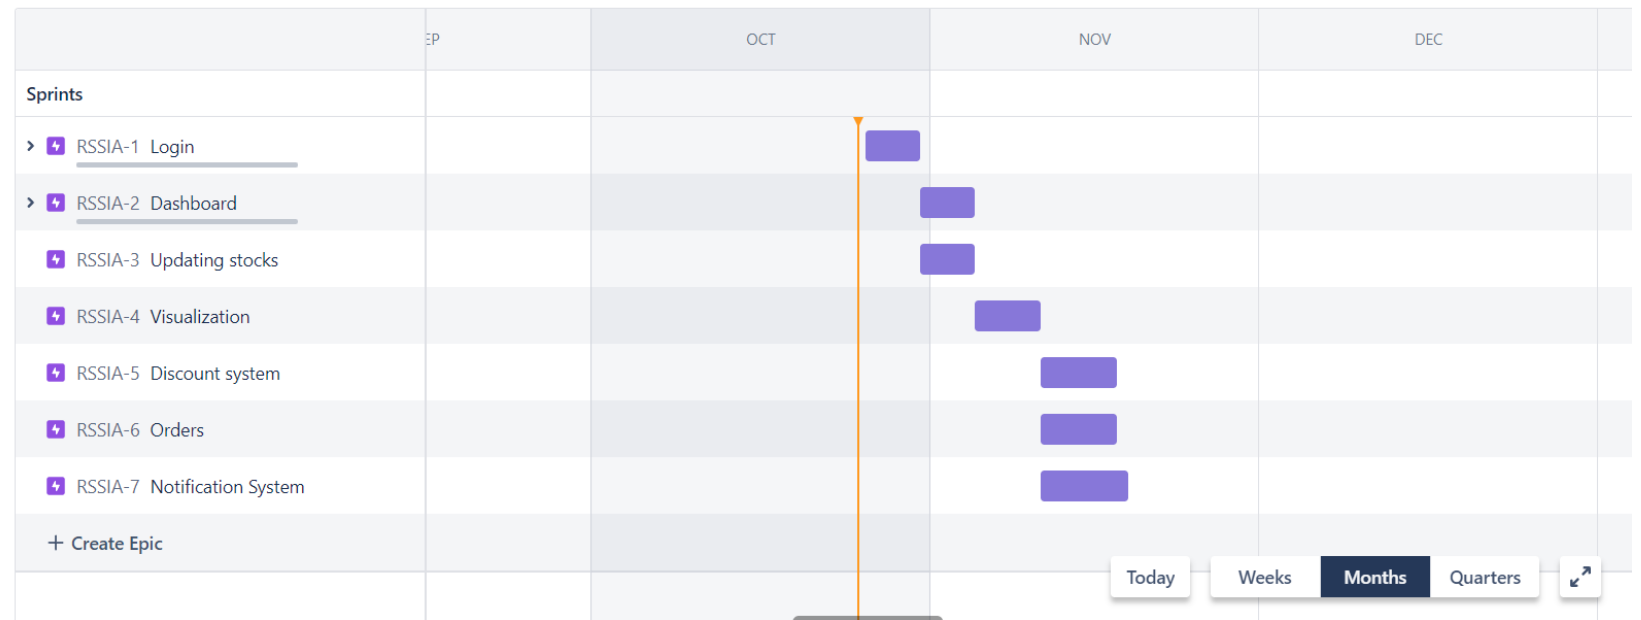 EP OCT NOV DEC
Sprints
RSSIA-1 Login
RSSIA-2 Dashboard
RSSIA-3 Updating stocks
RSSIA-4 Visualization
RSSIA-5 Discount system
RSSIA-6 Orders
RSSIA-7 Notification System
+ Create Epic
Today Weeks Months Quarters